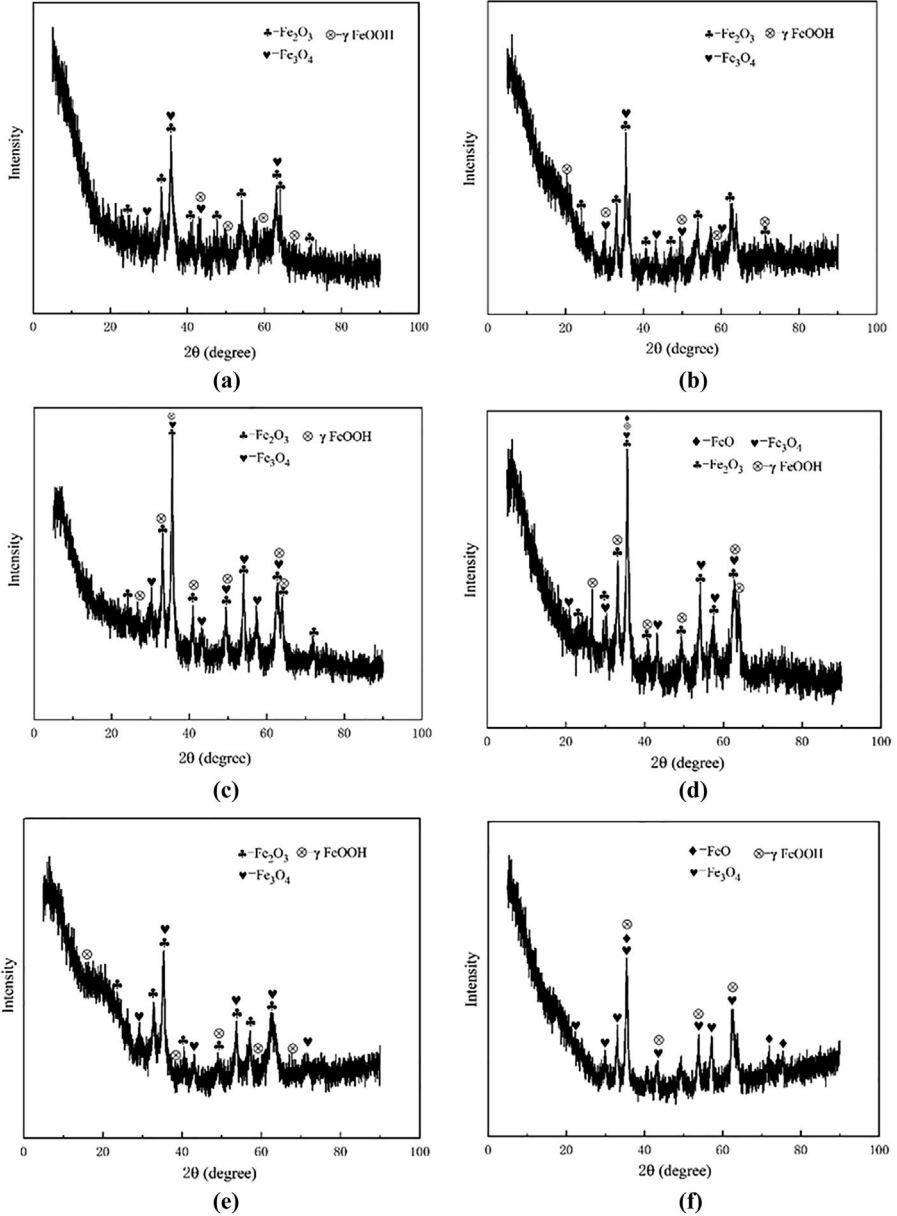 ♣–Fe₂O₃ ⊗–γ FeOOH
♥–Fe₃O₄
Intensity
0 20 40 60 80 100
2θ (degree)
(a)
♣–Fe₂O₃ ⊗ γ FeOOH
♥–Fe₃O₄
Intensity
0 20 40 60 80 100
2θ (degree)
(b)
♣–Fe₂O₃ ⊗ γ FeOOH
♥–Fe₃O₄
Intensity
0 20 40 60 80 100
2θ (degree)
(c)
♦–FeO ♥–Fe₃O₄
♣–Fe₂O₃ ⊗–γ FeOOH
Intensity
0 20 40 60 80 100
2θ (degree)
(d)
♣–Fe₂O₃ ⊗–γ FeOOH
♥–Fe₃O₄
Intensity
0 20 40 60 80 100
2θ (degree)
(e)
♦–FeO ⊗–γ FeOOH
♥–Fe₃O₄
Intensity
0 20 40 60 80 100
2θ (degree)
(f)